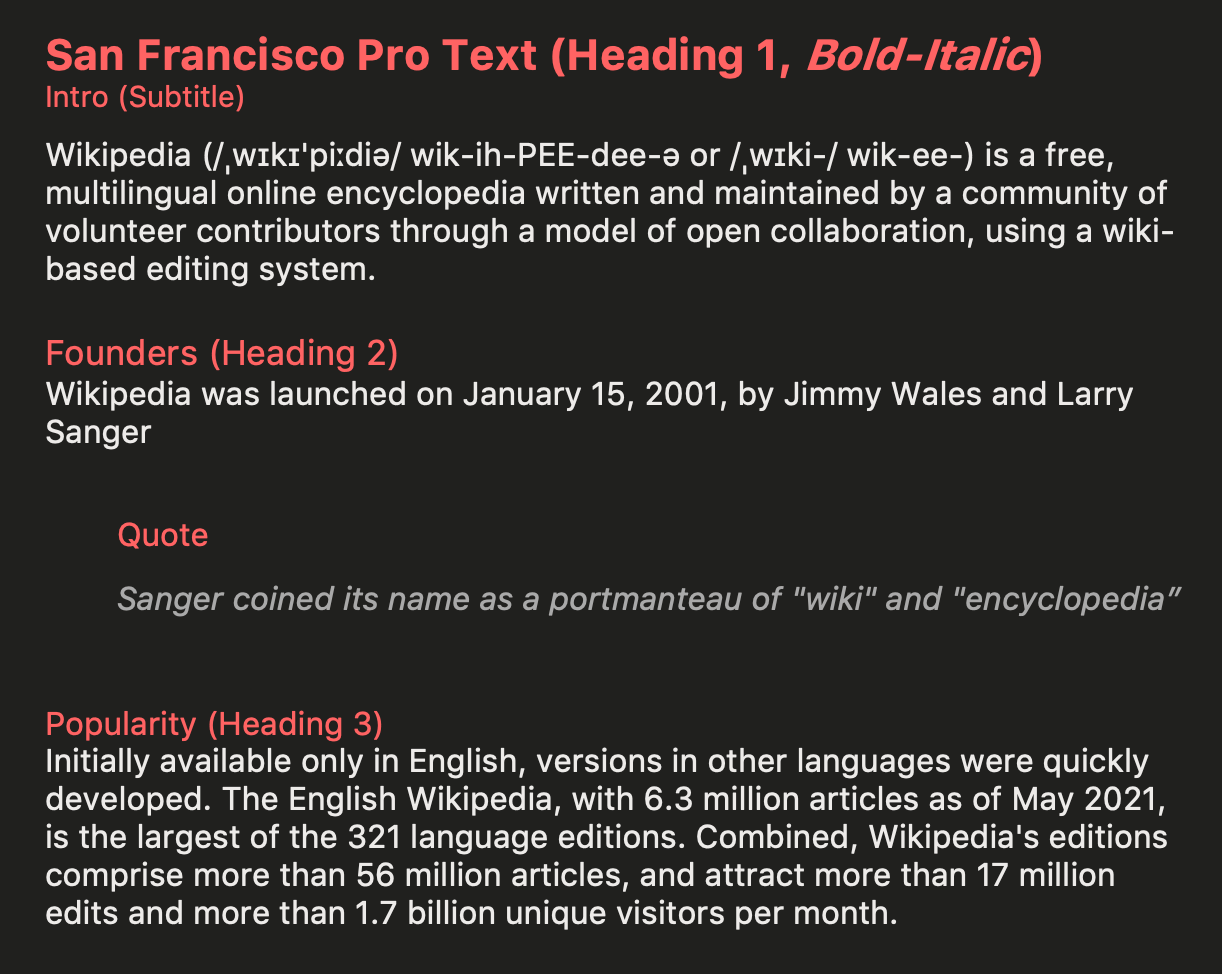 San Francisco Pro Text (Heading 1, Bold-Italic)
Intro (Subtitle)
Wikipedia (/ˌwɪkɪ'piːdiə/ wik-ih-PEE-dee-ə or /ˌwɪki-/ wik-ee-) is a free,
multilingual online encyclopedia written and maintained by a community of
volunteer contributors through a model of open collaboration, using a wiki-
based editing system.
Founders (Heading 2)
Wikipedia was launched on January 15, 2001, by Jimmy Wales and Larry
Sanger
Quote
Sanger coined its name as a portmanteau of "wiki" and "encyclopedia”
Popularity (Heading 3)
Initially available only in English, versions in other languages were quickly
developed. The English Wikipedia, with 6.3 million articles as of May 2021,
is the largest of the 321 language editions. Combined, Wikipedia's editions
comprise more than 56 million articles, and attract more than 17 million
edits and more than 1.7 billion unique visitors per month.